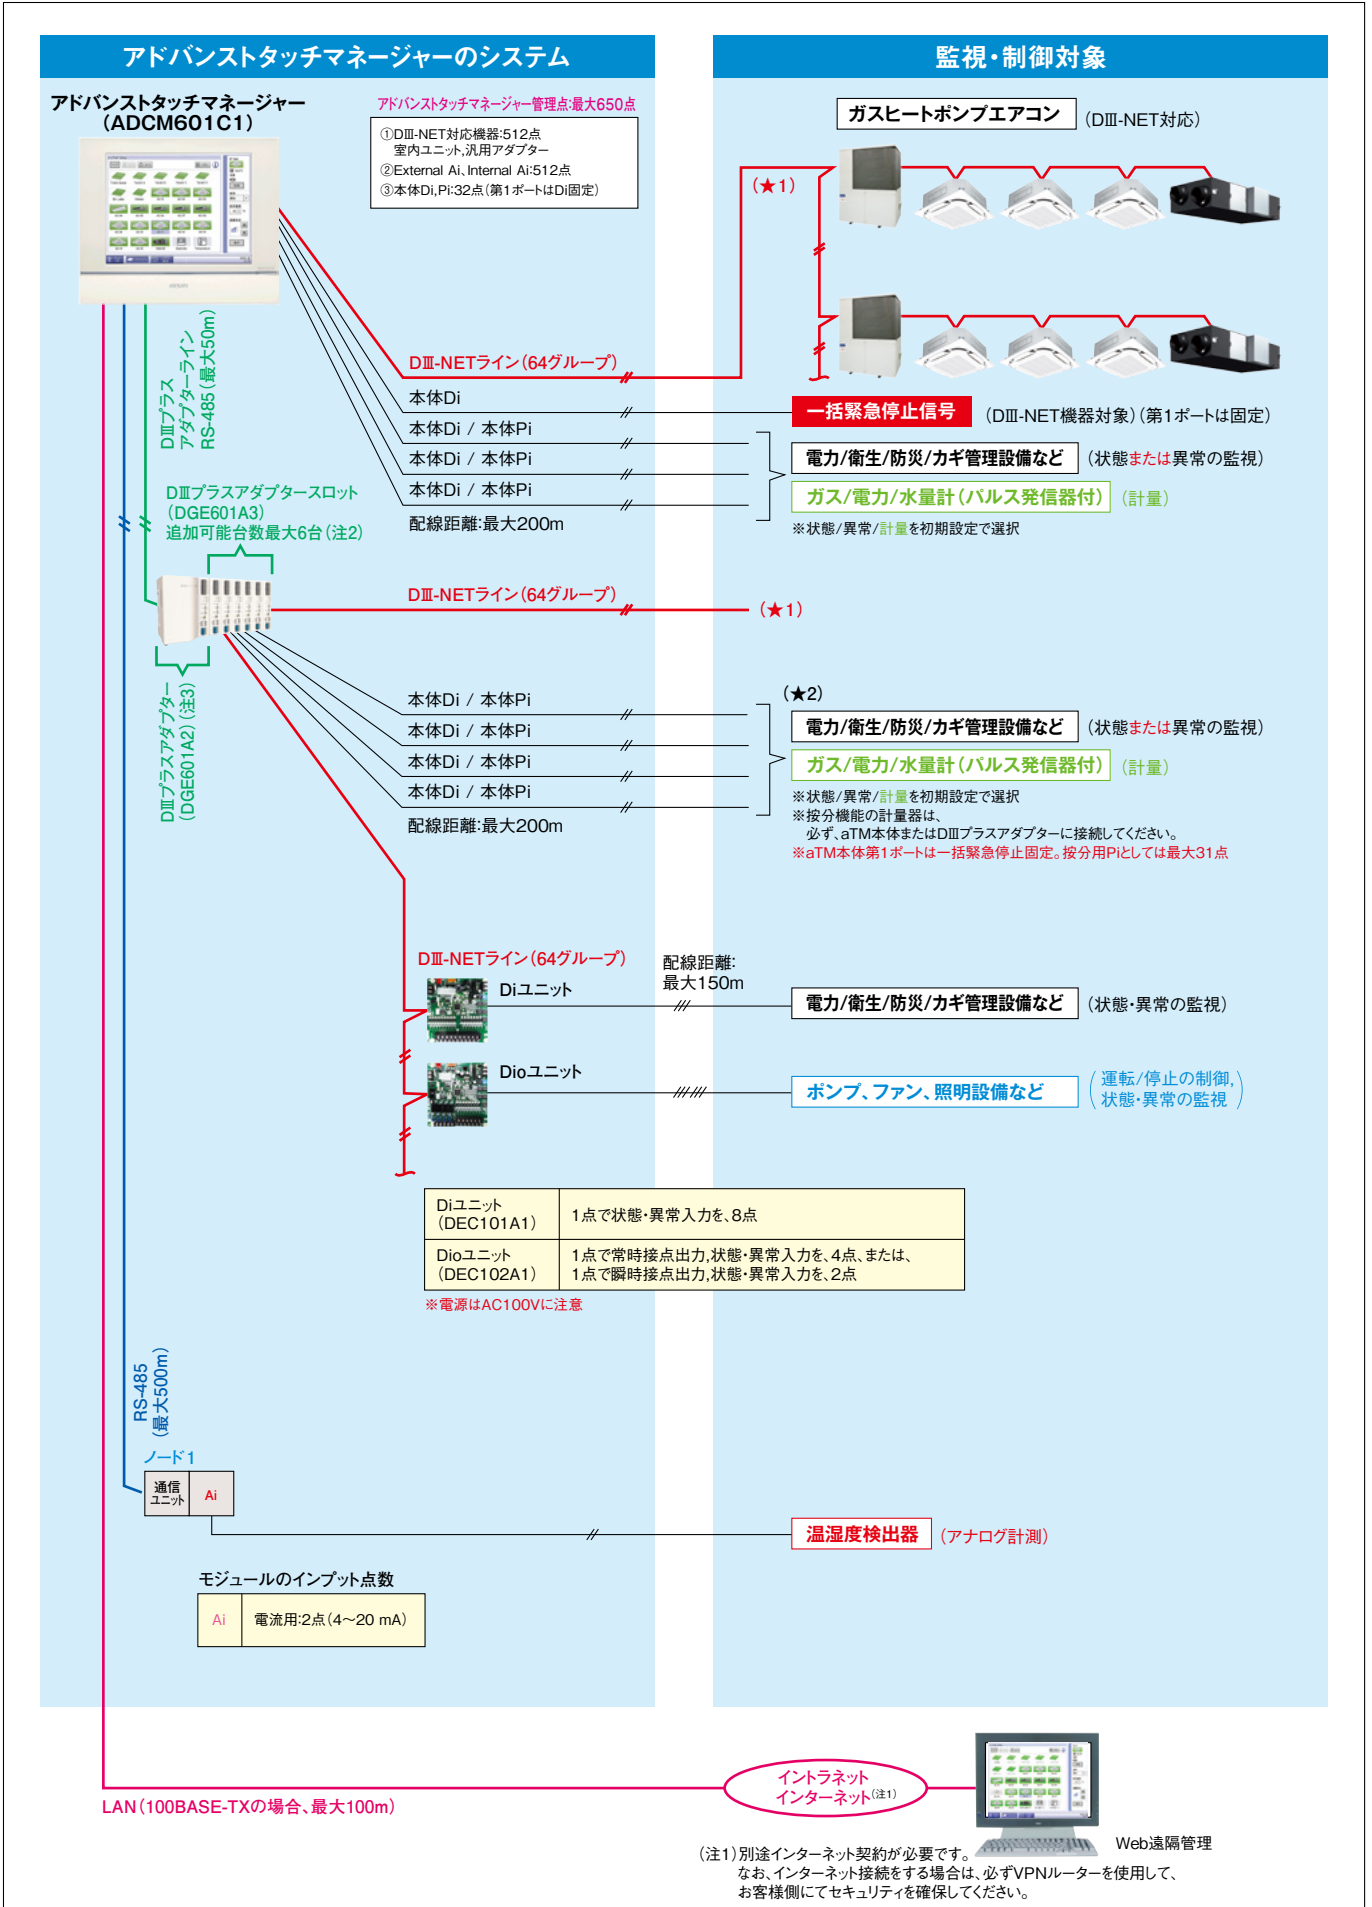 アドバンストタッチマネージャーのシステム
監視・制御対象
アドバンストタッチマネージャー
(ADCM601C1)
アドバンストタッチマネージャー管理点:最大650点
①DⅢ-NET対応機器:512点
室内ユニット,汎用アダプター
②External Ai、Internal Ai:512点
③本体Di,Pi:32点(第1ポートはDi固定)
ガスヒートポンプエアコン (DⅢ-NET対応)
(★1)
DⅢプラス
アダプターライン
RS-485(最大50m)
DⅢ-NETライン(64グループ)
本体Di
一括緊急停止信号 (DⅢ-NET機器対象)(第1ポートは固定)
本体Di / 本体Pi
本体Di / 本体Pi
本体Di / 本体Pi
配線距離:最大200m
電力/衛生/防災/カギ管理設備など (状態または異常の監視)
ガス/電力/水量計(パルス発信器付) (計量)
※状態/異常/計量を初期設定で選択
DⅢプラスアダプタースロット
(DGE601A3)
追加可能台数最大6台(注2)
DⅢ-NETライン(64グループ)
(★1)
DⅢプラスアダプター
(DGE601A2)(注3)
本体Di / 本体Pi
本体Di / 本体Pi
本体Di / 本体Pi
本体Di / 本体Pi
配線距離:最大200m
(★2)
電力/衛生/防災/カギ管理設備など (状態または異常の監視)
ガス/電力/水量計(パルス発信器付) (計量)
※状態/異常/計量を初期設定で選択
※按分機能の計量器は、
必ず、aTM本体またはDⅢプラスアダプターに接続してください。
※aTM本体第1ポートは一括緊急停止固定。按分用Piとしては最大31点
DⅢ-NETライン(64グループ)
配線距離:
最大150m
Diユニット
電力/衛生/防災/カギ管理設備など (状態・異常の監視)
Dioユニット
ポンプ、ファン、照明設備など
(運転/停止の制御,
状態・異常の監視)
Diユニット
(DEC101A1)
1点で状態・異常入力を、8点
Dioユニット
(DEC102A1)
1点で常時接点出力,状態・異常入力を、4点、または、
1点で瞬時接点出力,状態・異常入力を、2点
※電源はAC100Vに注意
RS-485
(最大500m)
ノード1
通信
ユニット
Ai
温湿度検出器 (アナログ計測)
モジュールのインプット点数
Ai 電流用:2点(4〜20 mA)
LAN(100BASE-TXの場合、最大100m)
イントラネット
インターネット(注1)
Web遠隔管理
(注1)別途インターネット契約が必要です。
なお、インターネット接続をする場合は、必ずVPNルーターを使用して、
お客様側にてセキュリティを確保してください。